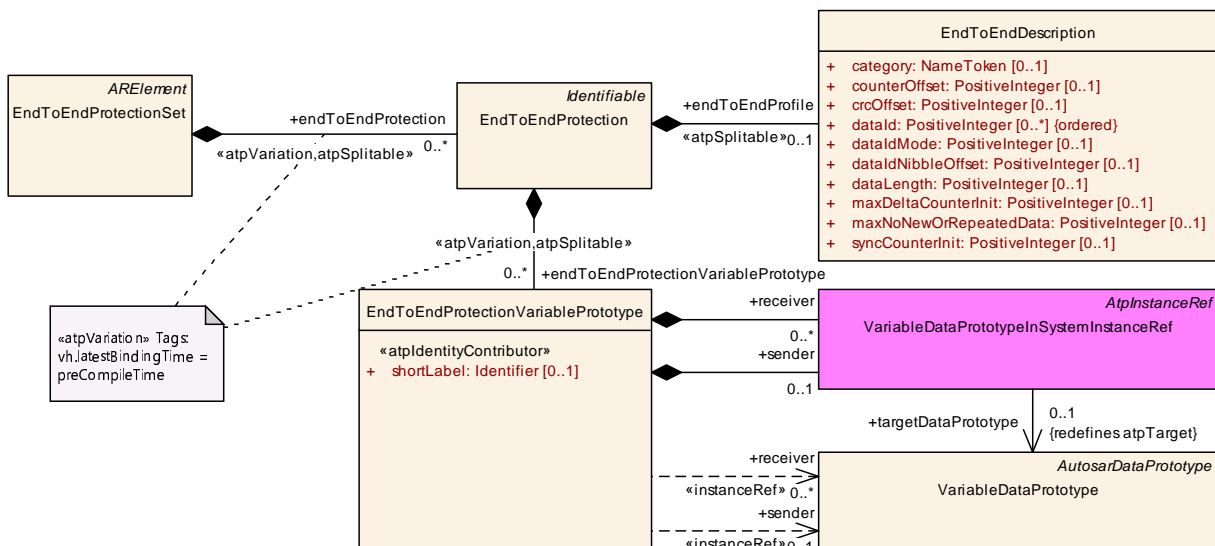 ARElement
EndToEndProtectionSet
+endToEndProtection
«atpVariation,atpSplitable»
0..*
Identifiable
EndToEndProtection
+endToEndProfile
«atpSplitable»
0..1
EndToEndDescription
+ category: NameToken [0..1]
+ counterOffset: PositiveInteger [0..1]
+ crcOffset: PositiveInteger [0..1]
+ dataId: PositiveInteger [0..*] {ordered}
+ dataIdMode: PositiveInteger [0..1]
+ dataIdNibbleOffset: PositiveInteger [0..1]
+ dataLength: PositiveInteger [0..1]
+ maxDeltaCounterInit: PositiveInteger [0..1]
+ maxNoNewOrRepeatedData: PositiveInteger [0..1]
+ syncCounterInit: PositiveInteger [0..1]
«atpVariation,atpSplitable»
0..*
+endToEndProtectionVariablePrototype
«atpVariation» Tags:
vh.latestBindingTime =
preCompileTime
EndToEndProtectionVariablePrototype
«atpIdentityContributor»
+ shortLabel: Identifier [0..1]
+receiver
0..*
+sender
0..1
AtpInstanceRef
VariableDataPrototypeInSystemInstanceRef
+targetDataPrototype
0..1
{redefines atpTarget}
+receiver
«instanceRef»
0..*
+sender
«instanceRef»
0..1
AutosarDataPrototype
VariableDataPrototype